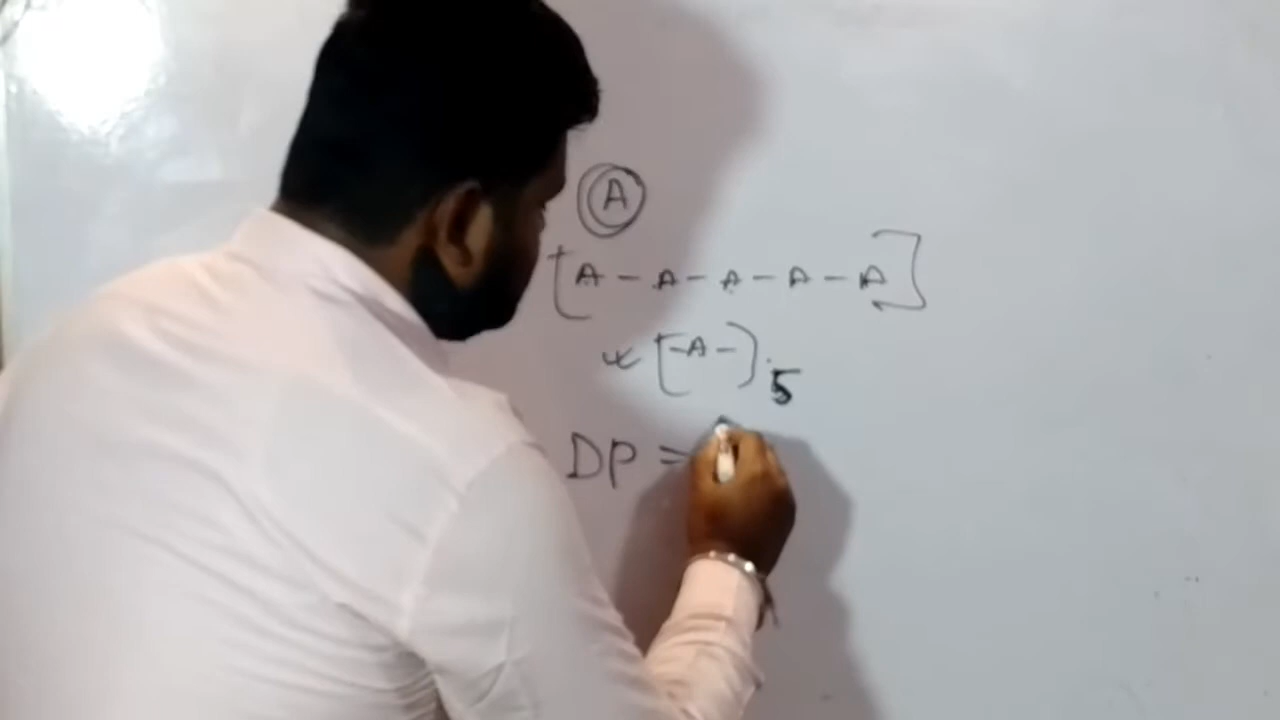 A
[A - A - A - A - A]
[-A-]5
DP =